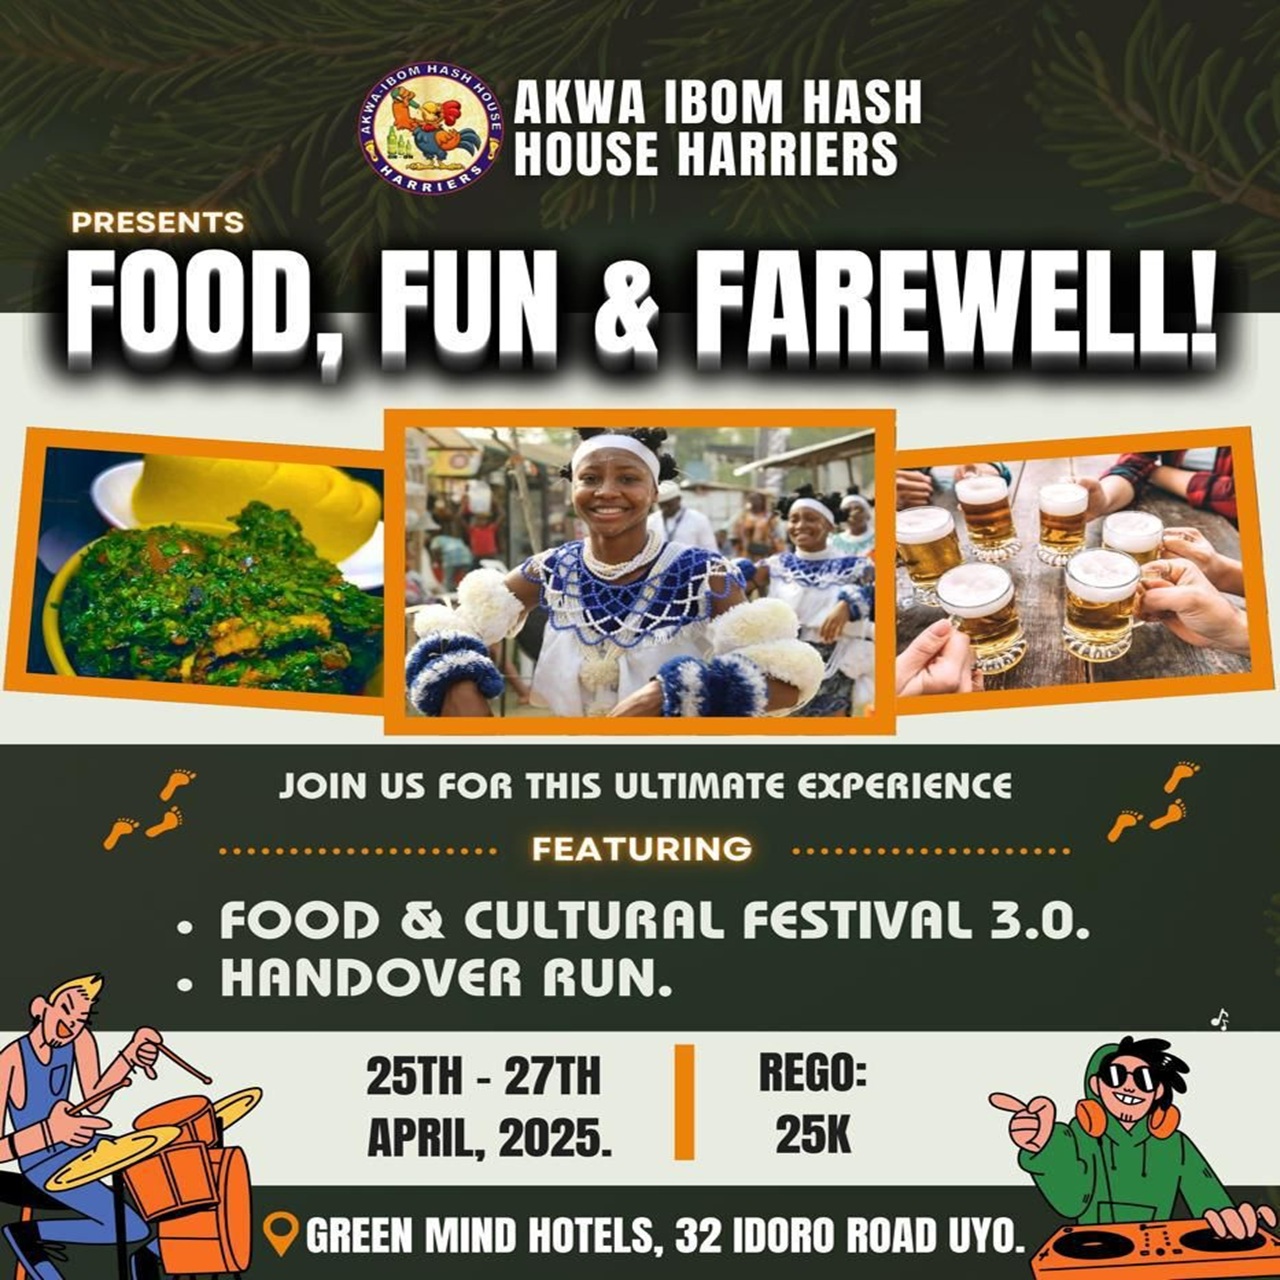 AKWA-IBOM HASH HOUSE
HARRIERS
AKWA IBOM HASH
HOUSE HARRIERS
PRESENTS
FOOD, FUN & FAREWELL!
JOIN US FOR THIS ULTIMATE EXPERIENCE
FEATURING
• FOOD & CULTURAL FESTIVAL 3.0.
• HANDOVER RUN.
25TH - 27TH
APRIL, 2025.
REGO:
25K
GREEN MIND HOTELS, 32 IDORO ROAD UYO.